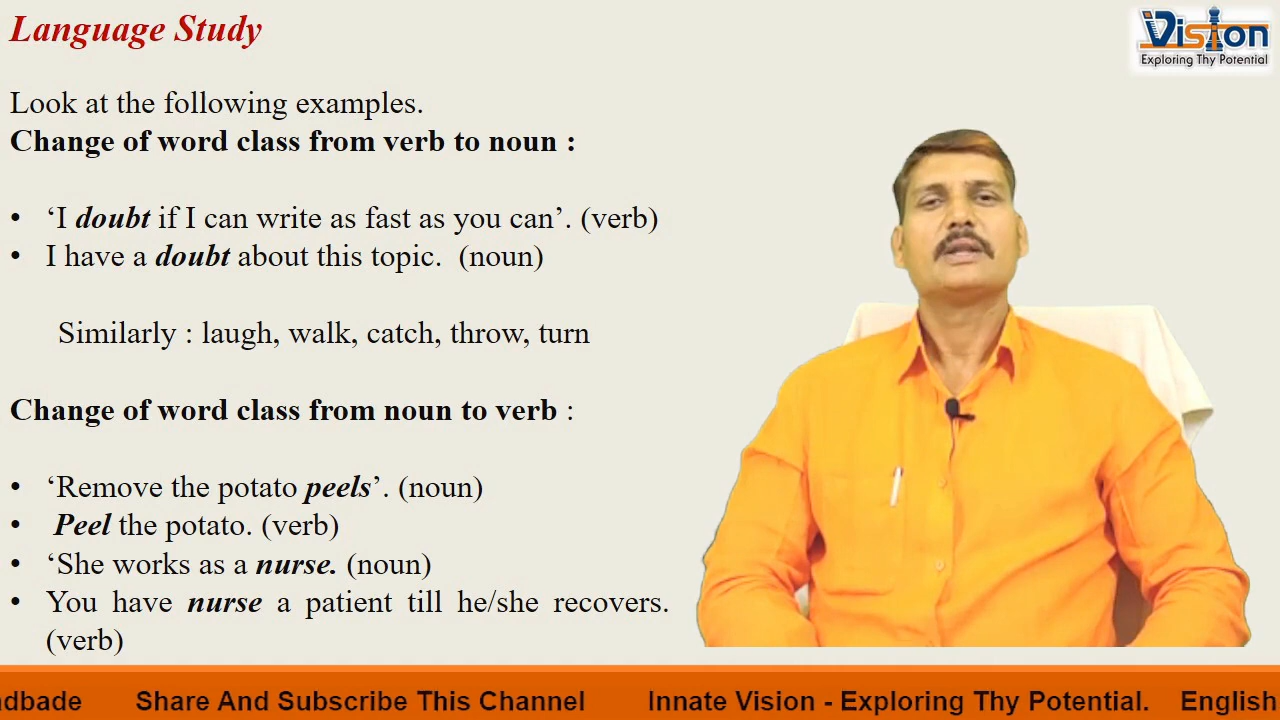 Language Study
Vision
Exploring Thy Potential
Look at the following examples.
Change of word class from verb to noun :
• ‘I doubt if I can write as fast as you can’. (verb)
• I have a doubt about this topic. (noun)
Similarly : laugh, walk, catch, throw, turn
Change of word class from noun to verb :
• ‘Remove the potato peels’. (noun)
• Peel the potato. (verb)
• ‘She works as a nurse. (noun)
• You have nurse a patient till he/she recovers.
(verb)
dbade Share And Subscribe This Channel Innate Vision - Exploring Thy Potential. English